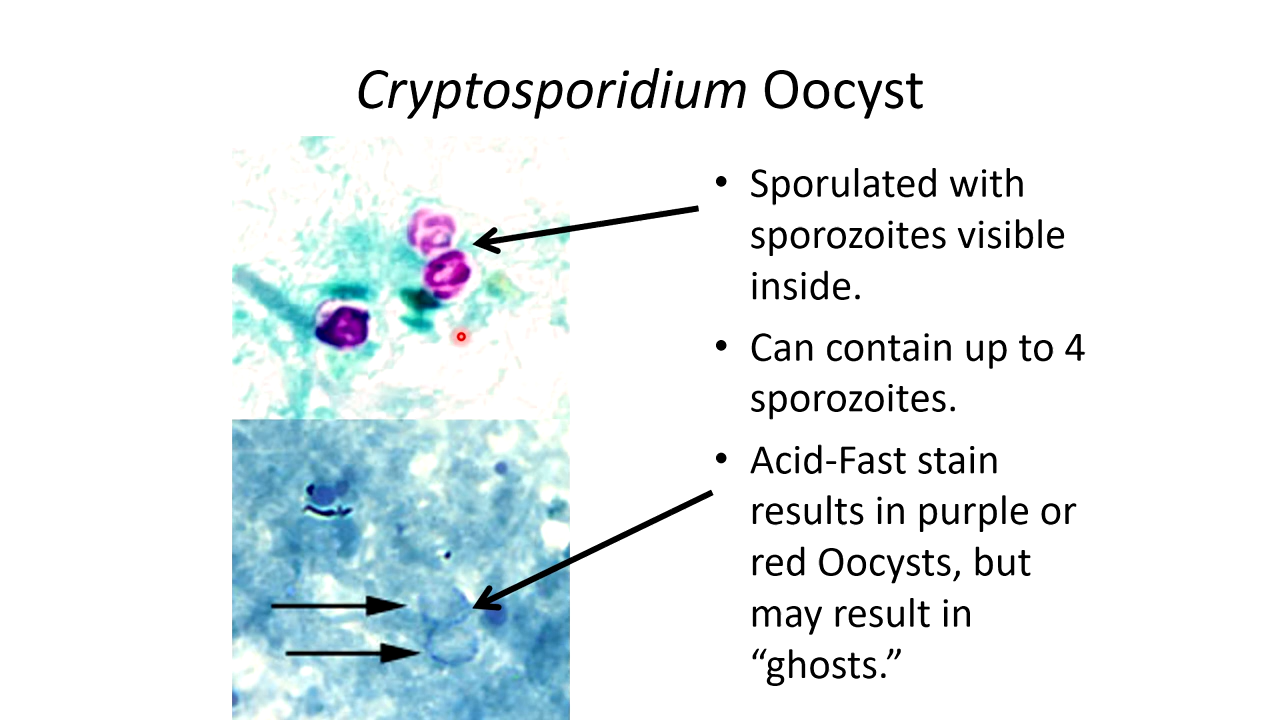 Cryptosporidium Oocyst
• Sporulated with
sporozoites visible
inside.
• Can contain up to 4
sporozoites.
• Acid-Fast stain
results in purple or
red Oocysts, but
may result in
“ghosts.”